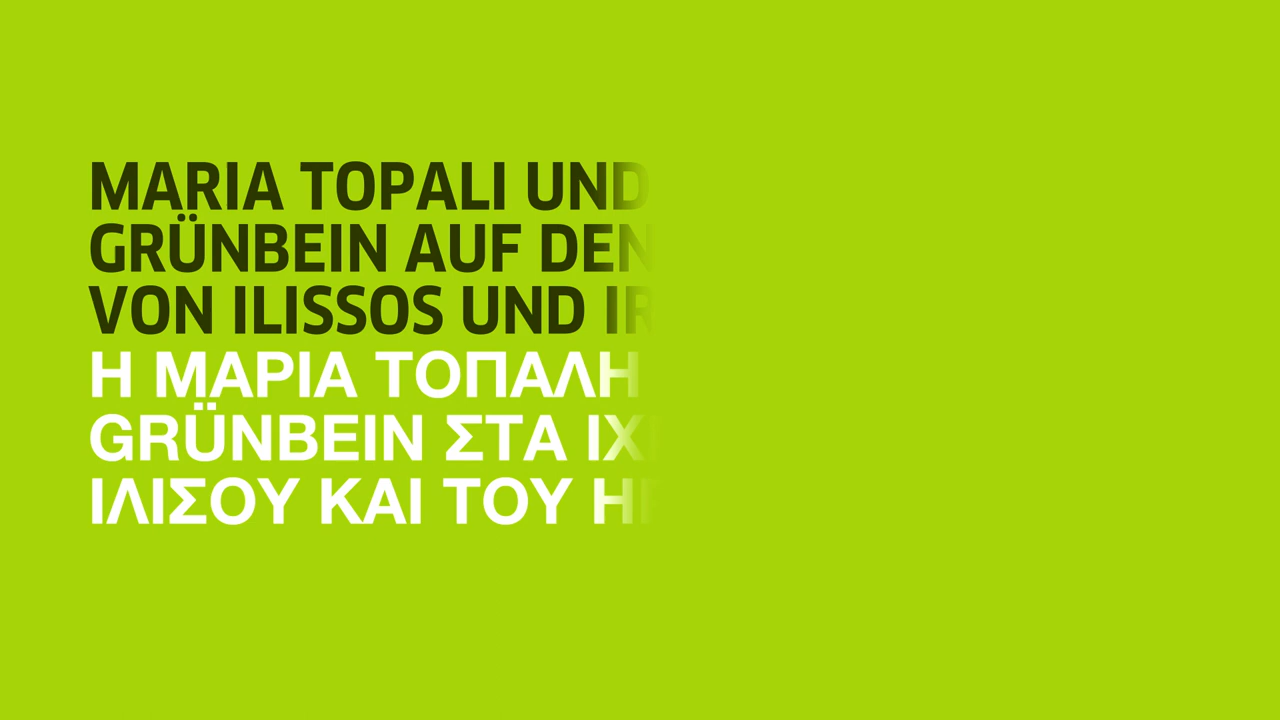 MARIA TOPALI UND
GRÜNBEIN AUF DEN
VON ILISSOS UND
Η ΜΑΡΙΑ ΤΟΠΑΛΗ
GRÜNBEIN ΣΤΑ
ΙΛΙΣΟΥ ΚΑΙ ΤΟΥ